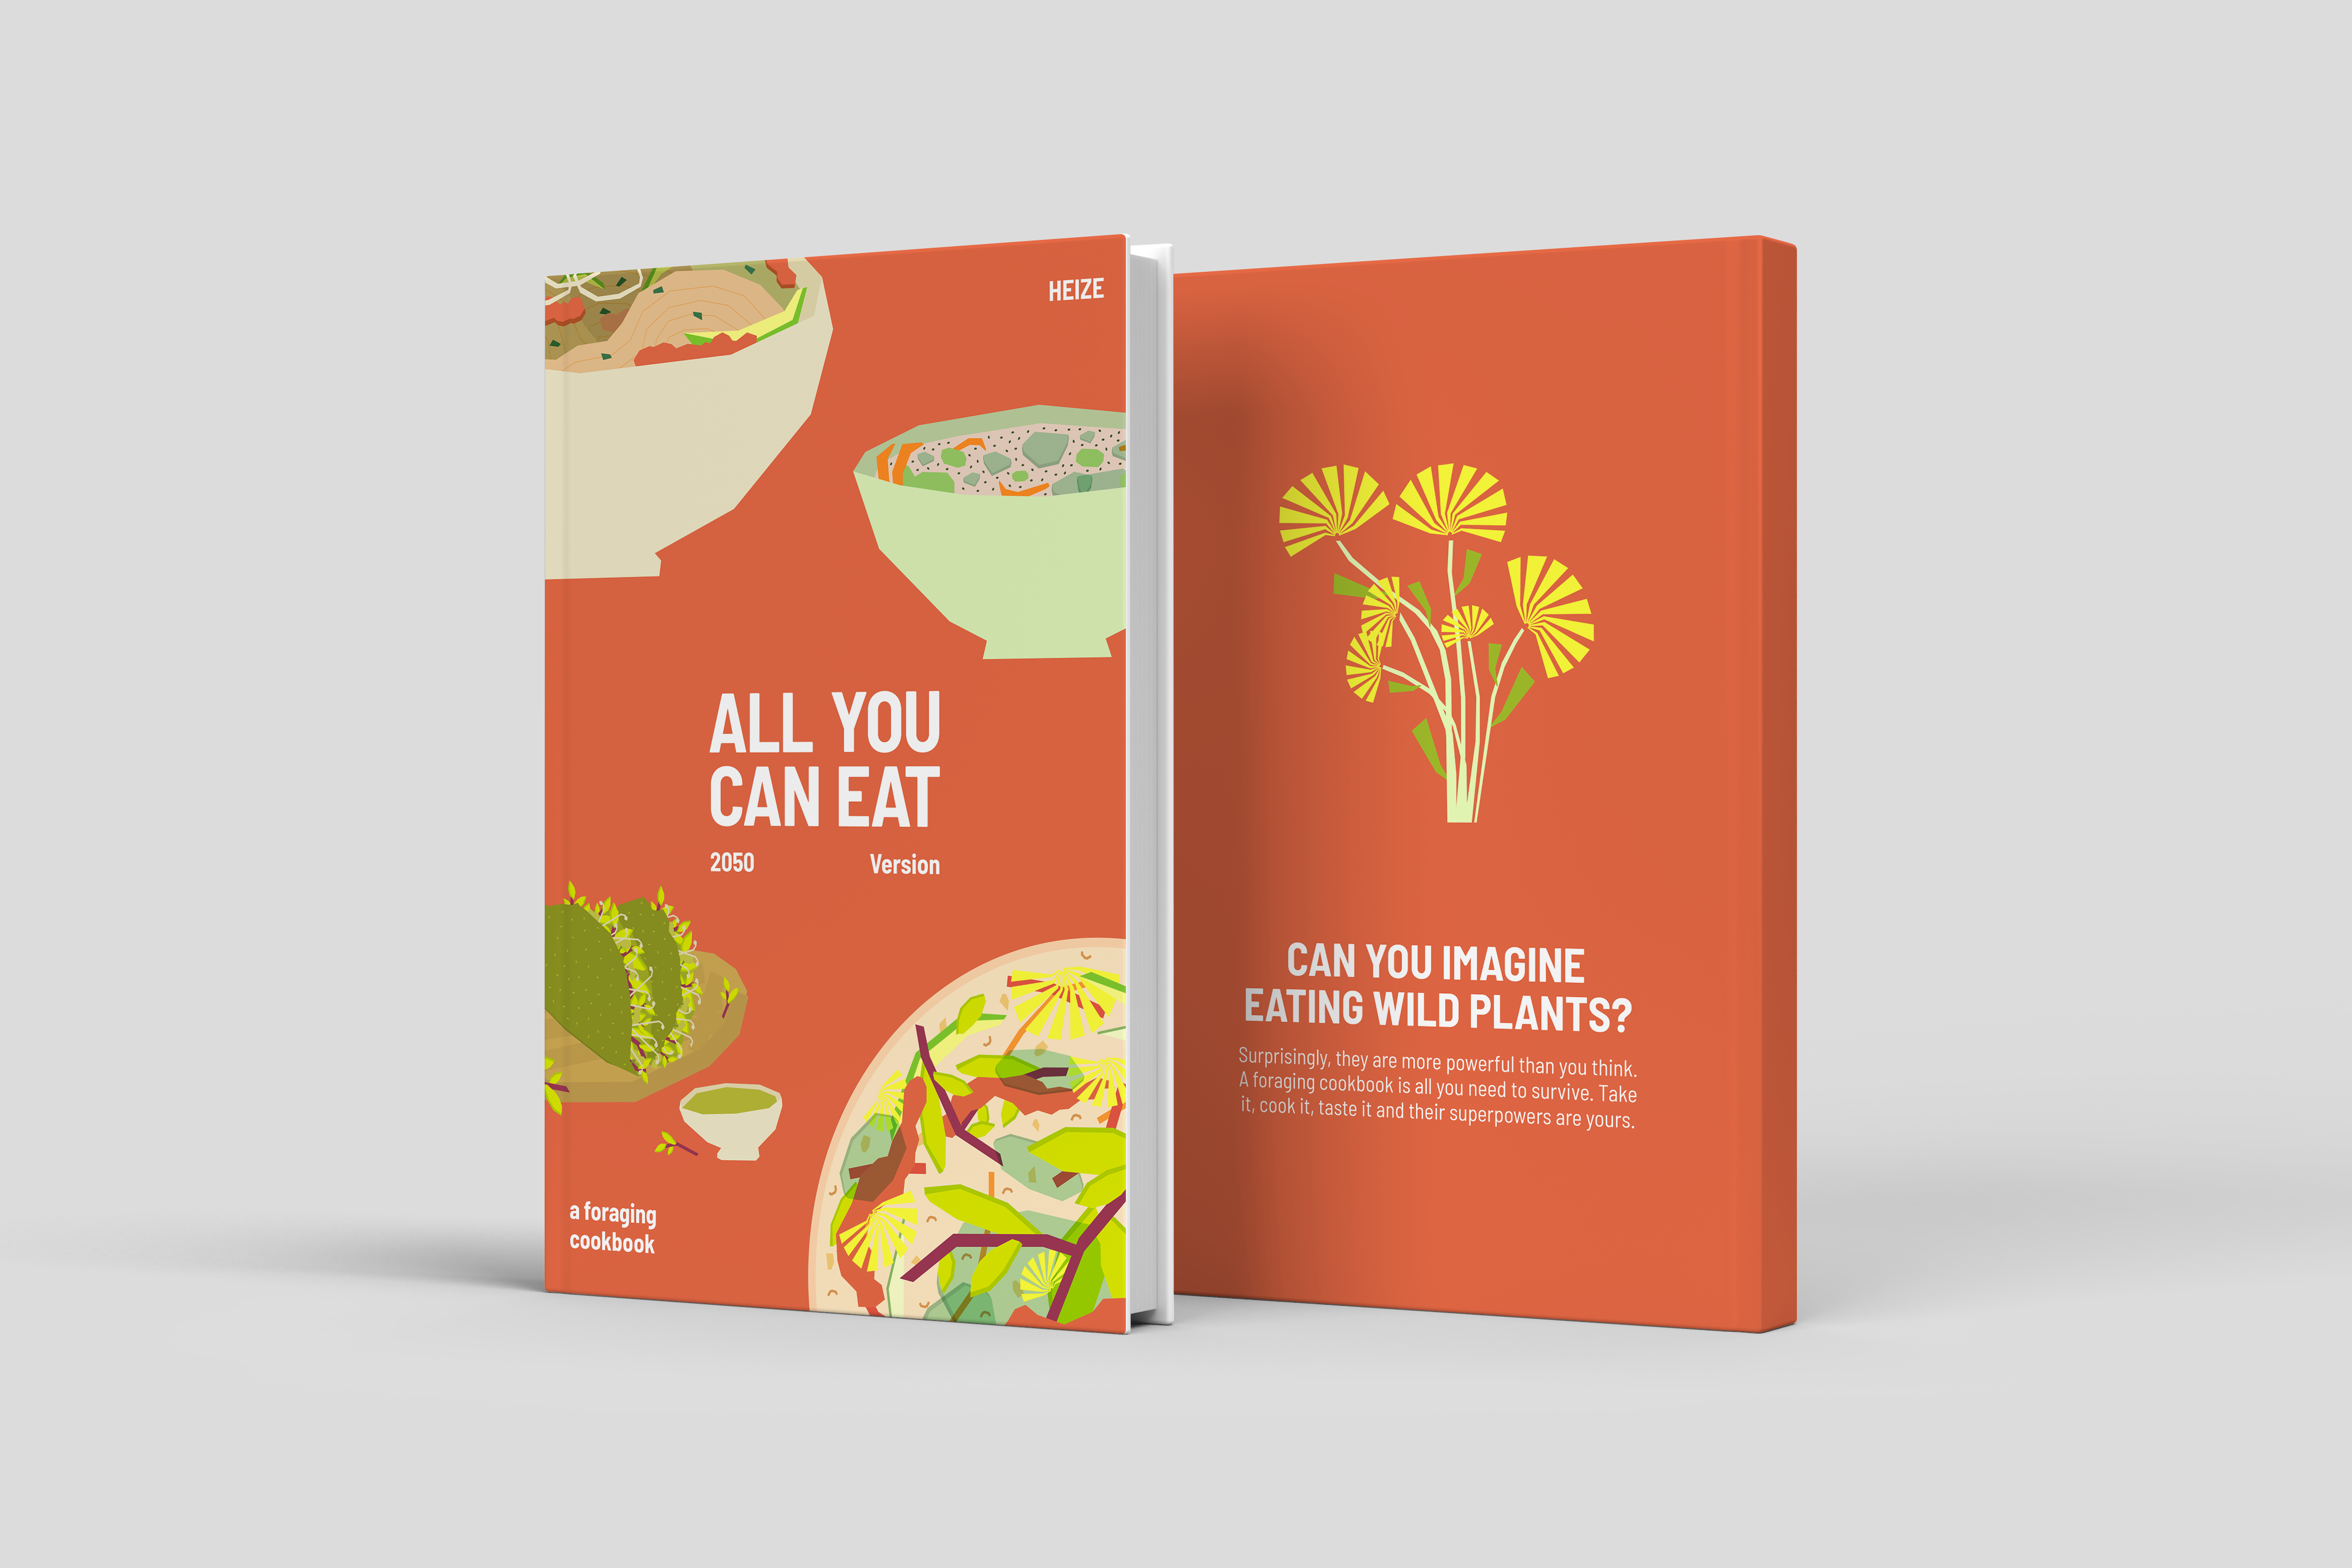 HEIZE
ALL YOU
CAN EAT
2050 Version
a foraging
cookbook
CAN YOU IMAGINE
EATING WILD PLANTS?
Surprisingly, they are more powerful than you think.
A foraging cookbook is all you need to survive. Take
it, cook it, taste it and their superpowers are yours.